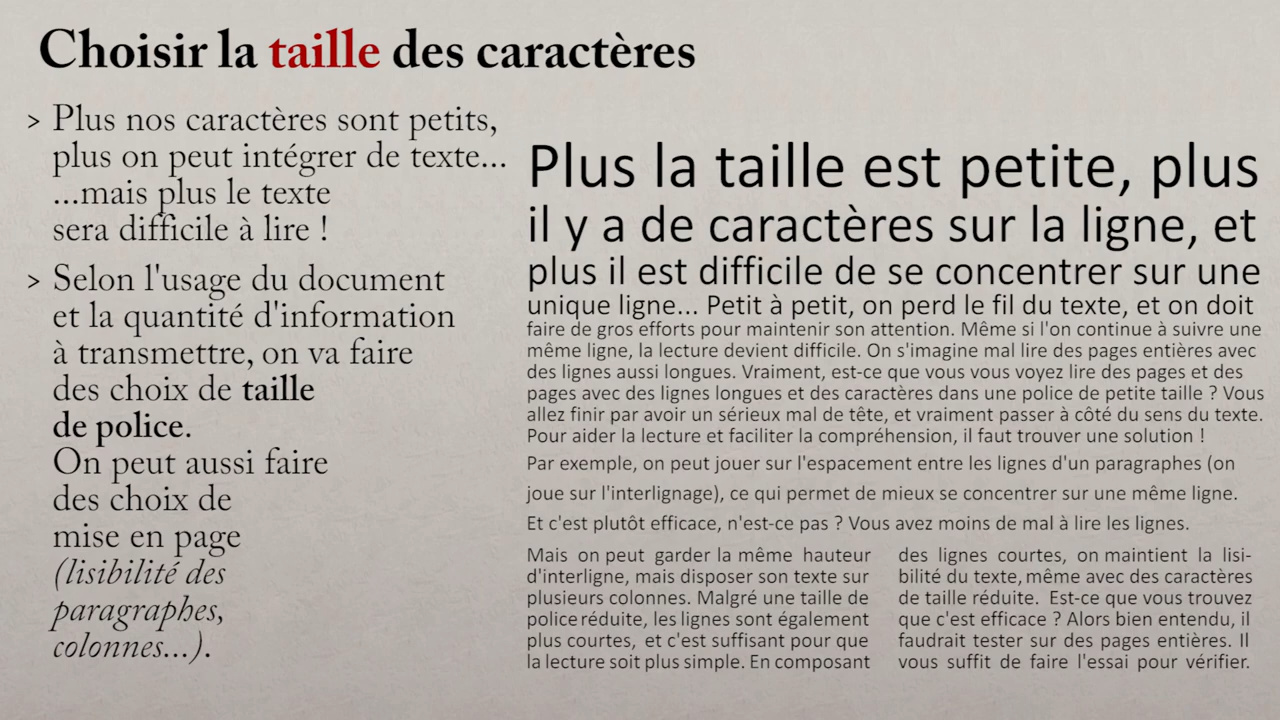 Choisir la taille des caractères
> Plus nos caractères sont petits,
plus on peut intégrer de texte...
...mais plus le texte
sera difficile à lire !
> Selon l'usage du document
et la quantité d'information
à transmettre, on va faire
des choix de taille
de police.
On peut aussi faire
des choix de
mise en page
(lisibilité des
paragraphes,
colonnes...).
Plus la taille est petite, plus
il y a de caractères sur la ligne, et
plus il est difficile de se concentrer sur une
unique ligne... Petit à petit, on perd le fil du texte, et on doit
faire de gros efforts pour maintenir son attention. Même si l'on continue à suivre une
même ligne, la lecture devient difficile. On s'imagine mal lire des pages entières avec
des lignes aussi longues. Vraiment, est-ce que vous vous voyez lire des pages et des
pages avec des lignes longues et des caractères dans une police de petite taille ? Vous
allez finir par avoir un sérieux mal de tête, et vraiment passer à côté du sens du texte.
Pour aider la lecture et faciliter la compréhension, il faut trouver une solution !
Par exemple, on peut jouer sur l'espacement entre les lignes d'un paragraphes (on
joue sur l'interlignage), ce qui permet de mieux se concentrer sur une même ligne.
Et c'est plutôt efficace, n'est-ce pas ? Vous avez moins de mal à lire les lignes.
Mais on peut garder la même hauteur
d'interligne, mais disposer son texte sur
plusieurs colonnes. Malgré une taille de
police réduite, les lignes sont également
plus courtes, et c'est suffisant pour que
la lecture soit plus simple. En composant
des lignes courtes, on maintient la lisi-
bilité du texte, même avec des caractères
de taille réduite. Est-ce que vous trouvez
que c'est efficace ? Alors bien entendu, il
faudrait tester sur des pages entières. Il
vous suffit de faire l'essai pour vérifier.